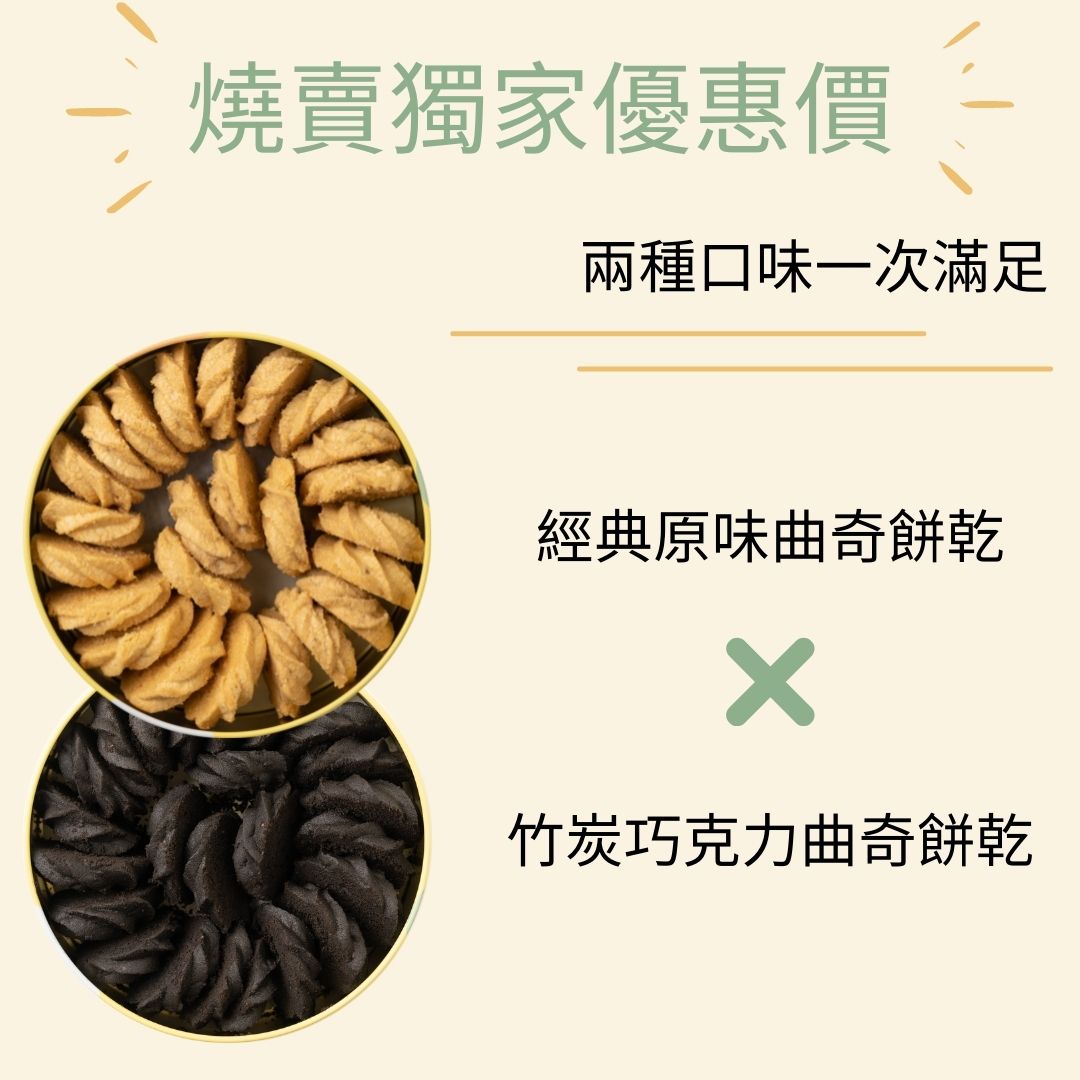 燒賣獨家優惠價
兩種口味一次滿足
經典原味曲奇餅乾
竹炭巧克力曲奇餅乾